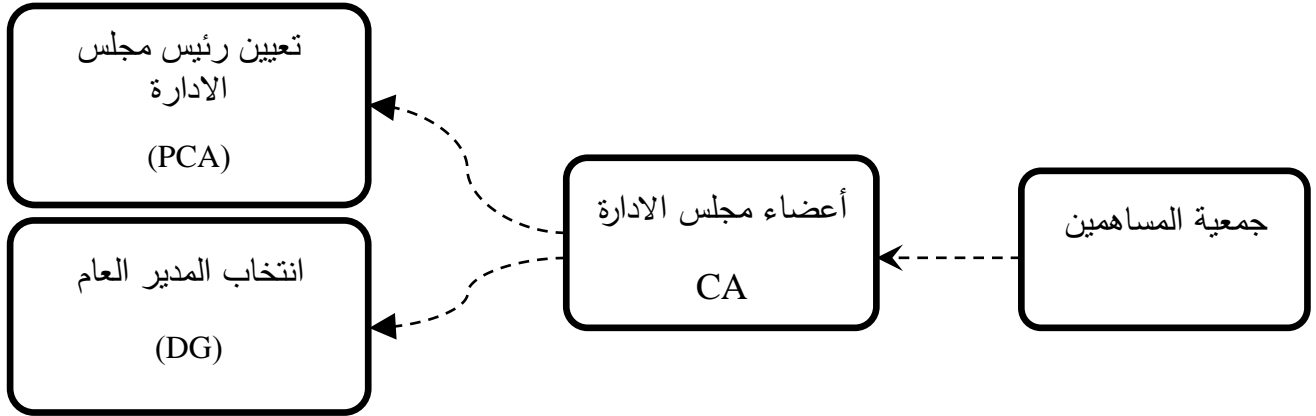 جمعية المساهمين
أعضاء مجلس الادارة
CA
تعيين رئيس مجلس
الادارة
(PCA)
انتخاب المدير العام
(DG)